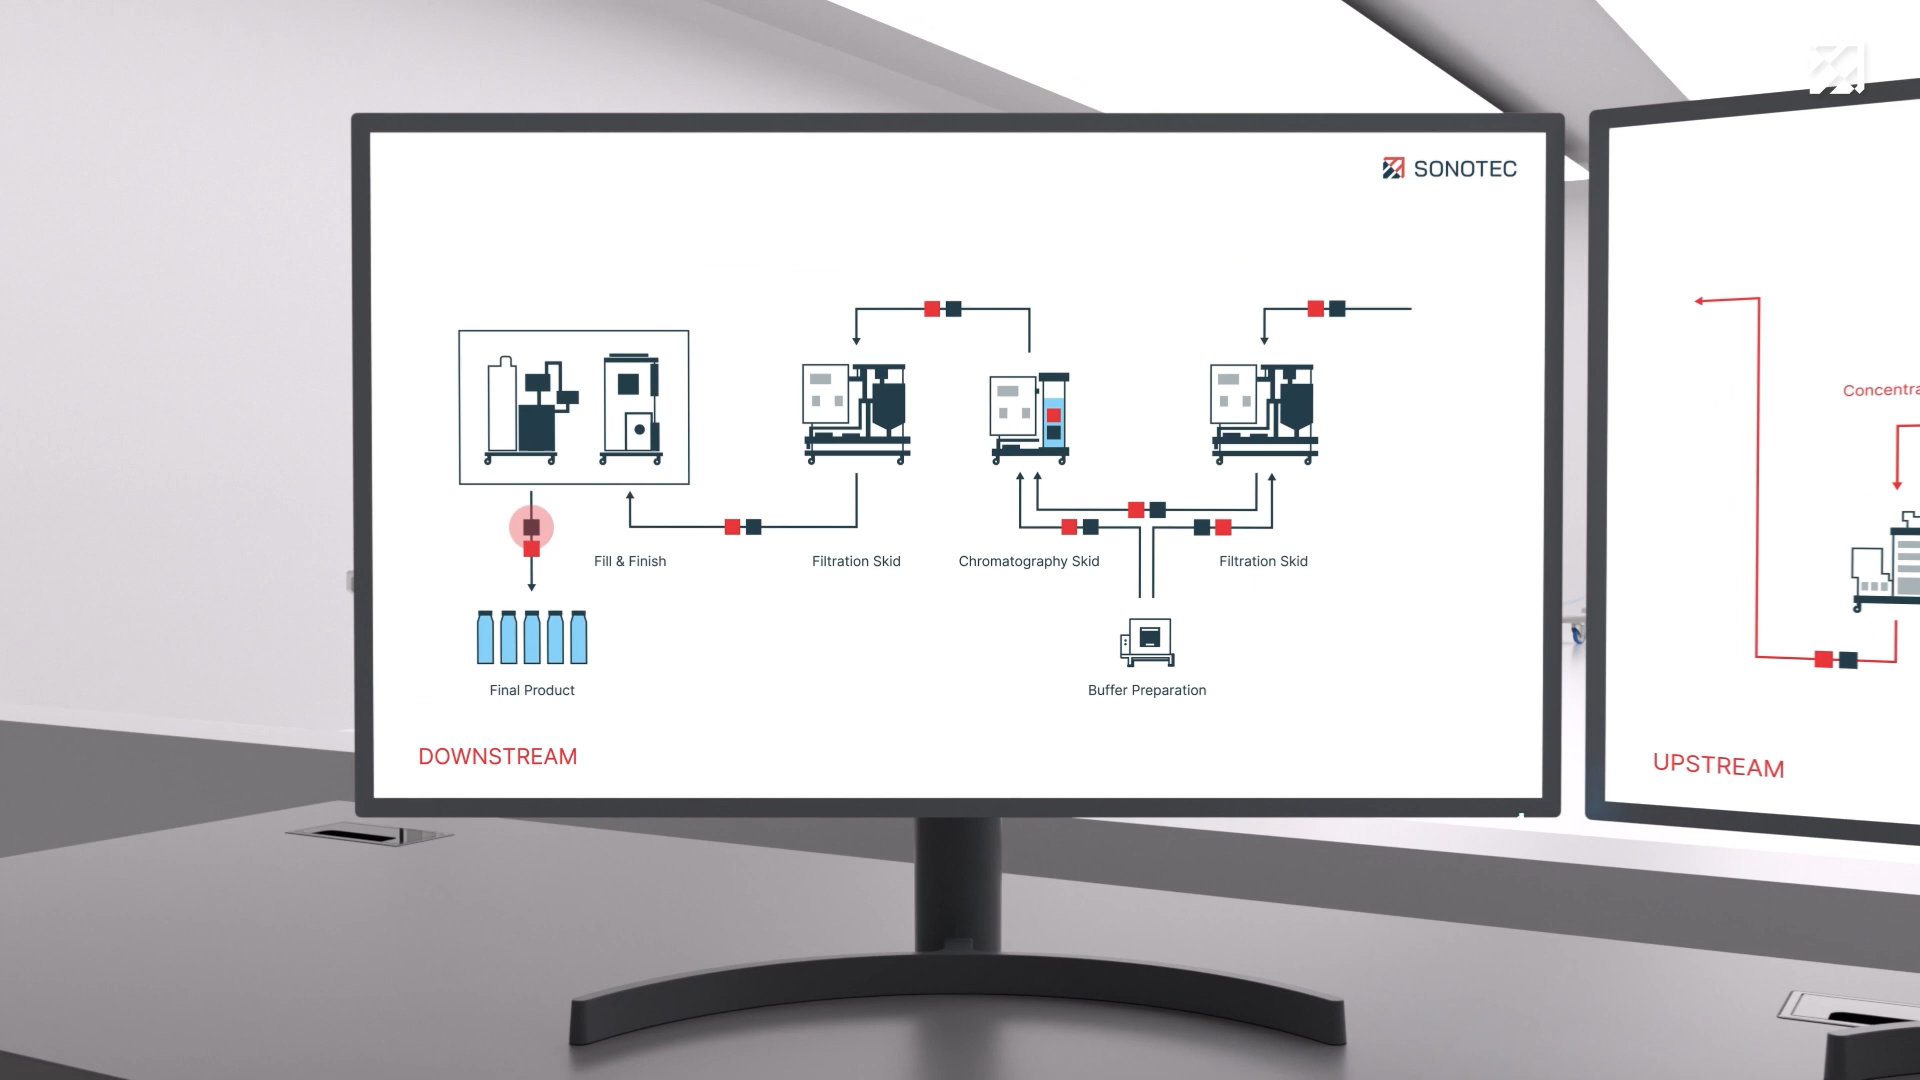 SONOTEC
Fill & Finish
Filtration Skid
Chromatography Skid
Filtration Skid
Final Product
Buffer Preparation
DOWNSTREAM
Concentra
UPSTREAM